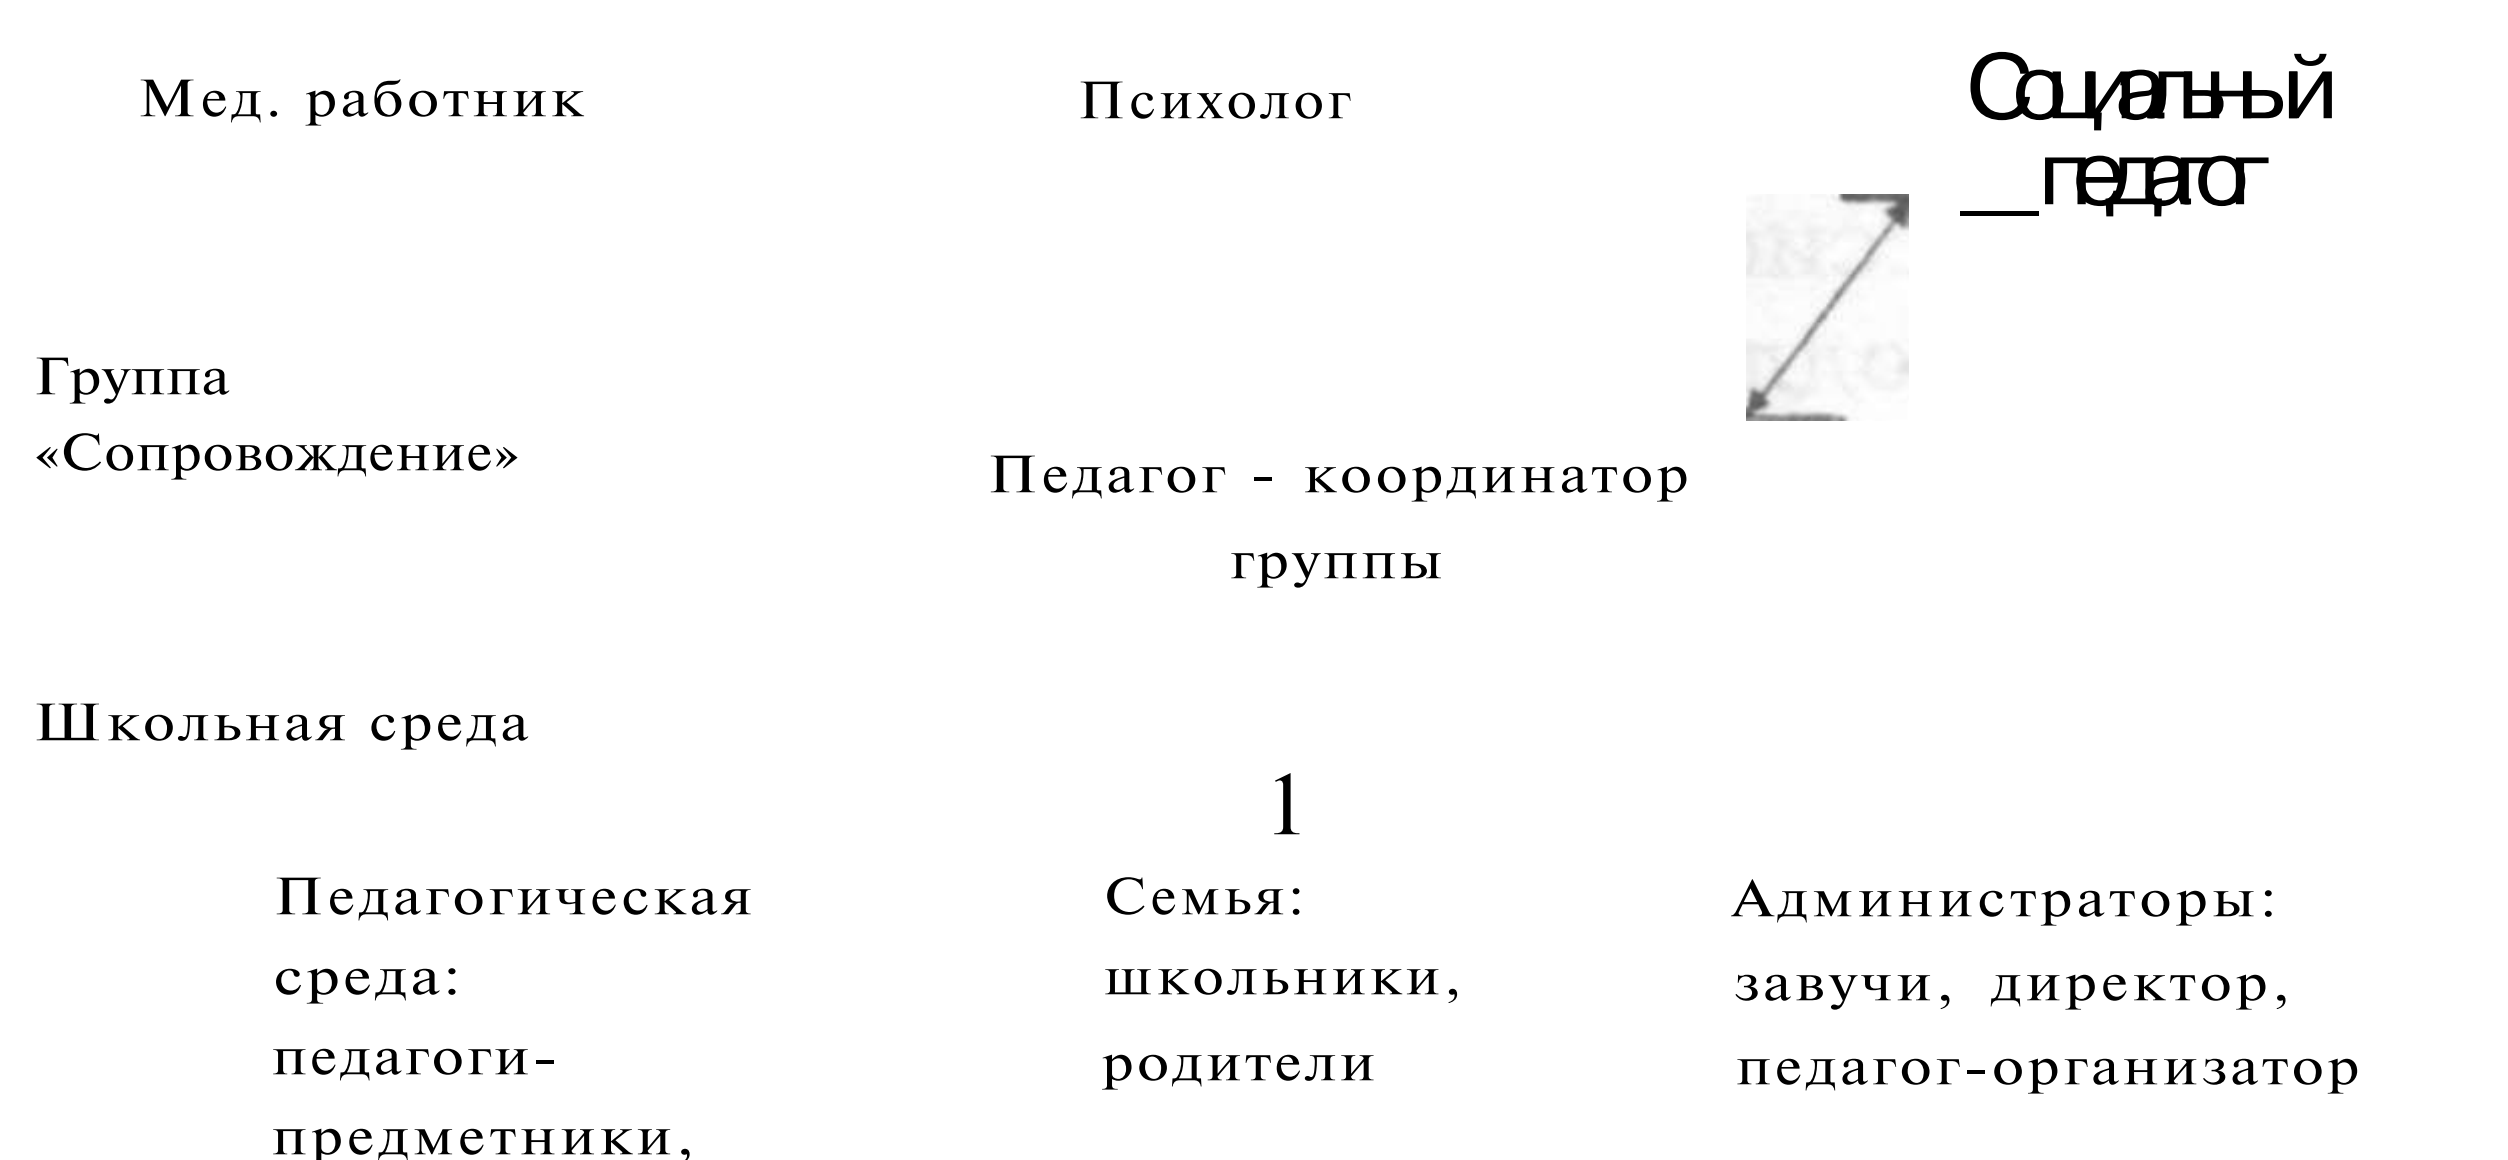 Мед. работник
Психолог
Социальный
__педагог
Группа
«Сопровождение»
Педагог - координатор
группы
Школьная среда
1
Педагогическая
среда:
педагоги-
предметники,
Семья:
школьники,
родители
Администраторы:
завучи, директор,
педагог-организатор